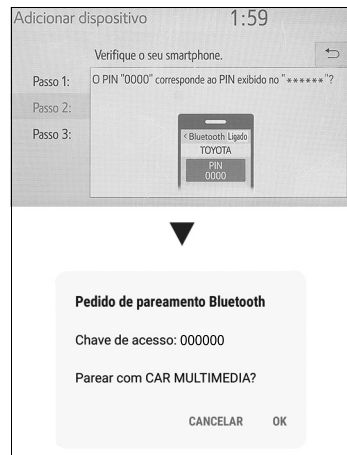 Adicionar dispositivo 1:59
Verifique o seu smartphone.
Passo 1:
O PIN "0000" corresponde ao PIN exibido no "******"?
Passo 2:
Passo 3:
< Bluetooth Ligado
TOYOTA
PIN
0000
Pedido de pareamento Bluetooth
Chave de acesso: 000000
Parear com CAR MULTIMEDIA?
CANCELAR OK